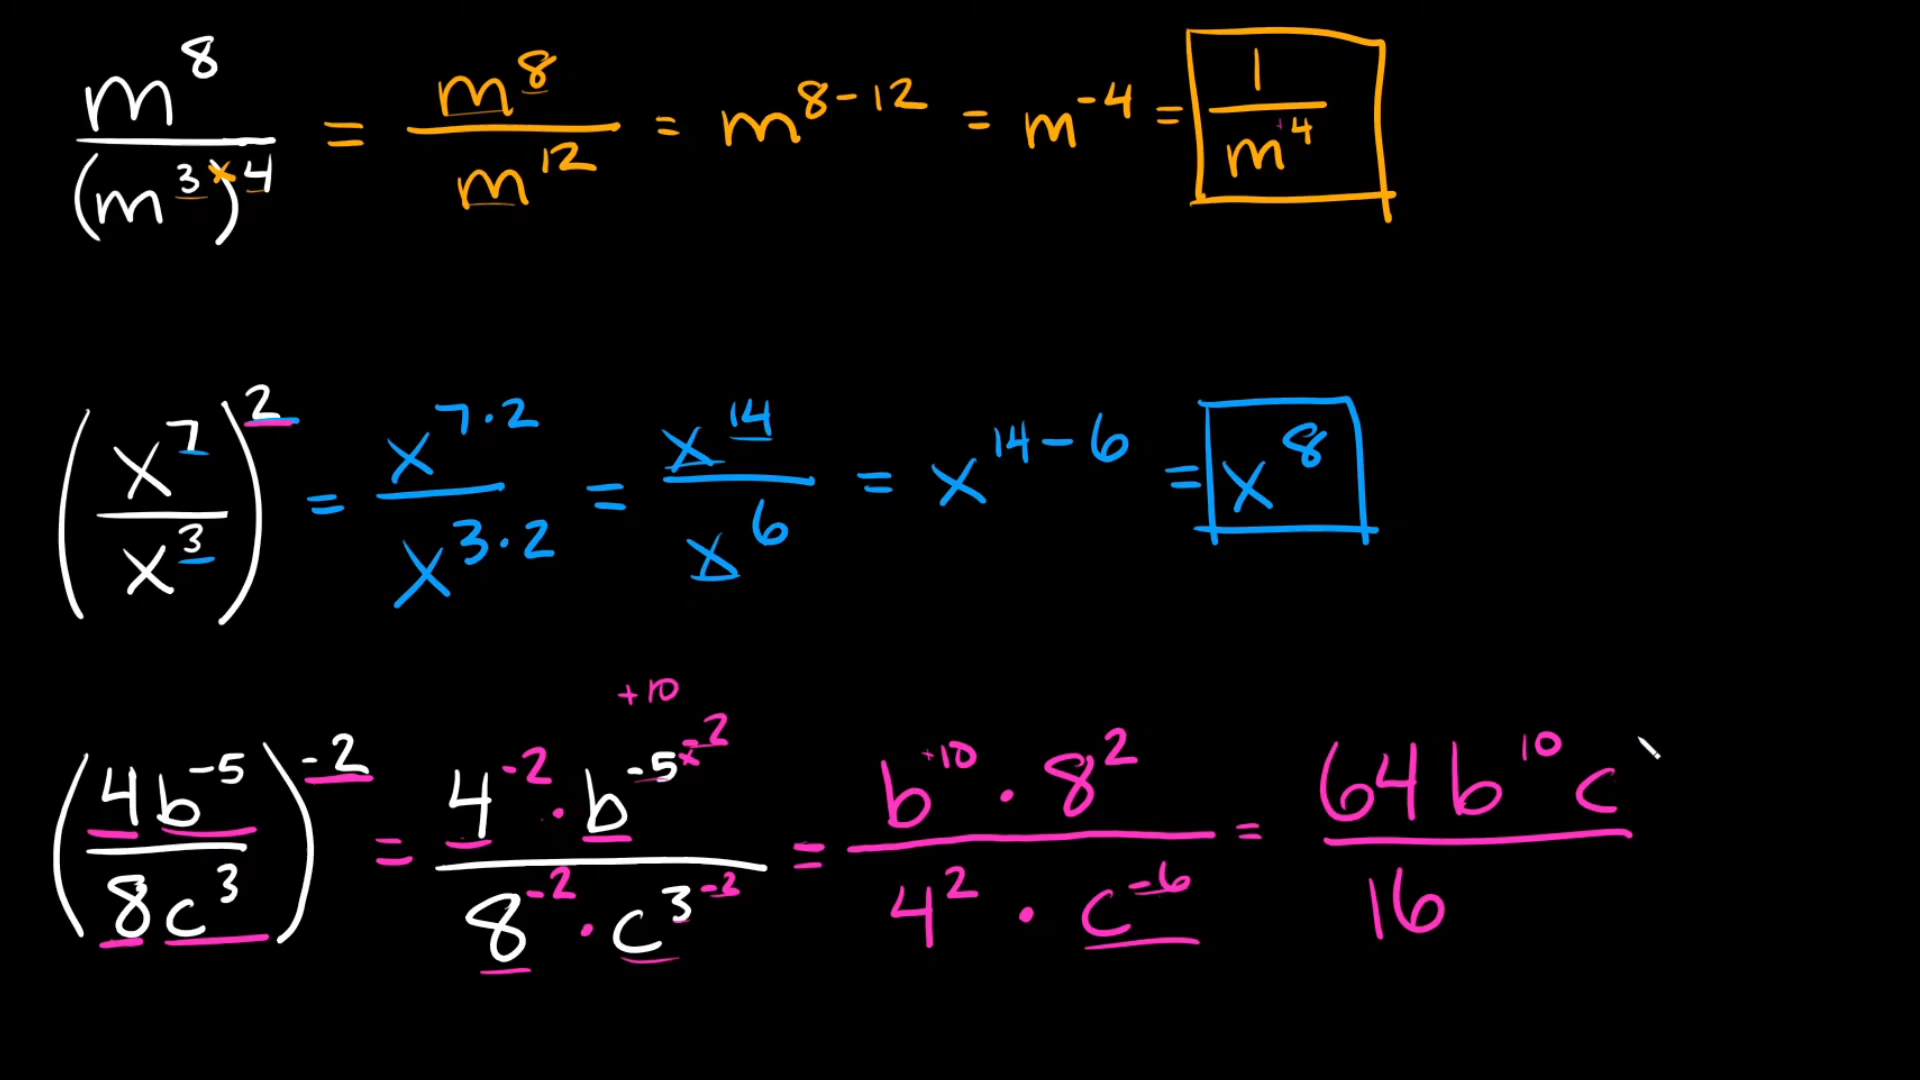 m^8/(m^3×)^4 = m^8/m^12 = m^(8-12) = m^-4 = 1/m^+4
(x^7/x^3)^2 = x^(7·2)/x^(3·2) = x^14/x^6 = x^(14-6) = x^8
+10
(4b^-5/8c^3)^-2 = 4^-2 · b^(-5×-2)/8^-2 · c^(3 -2) = b^+10 · 8^2/4^2 · c^-6 = 64b^10c/16